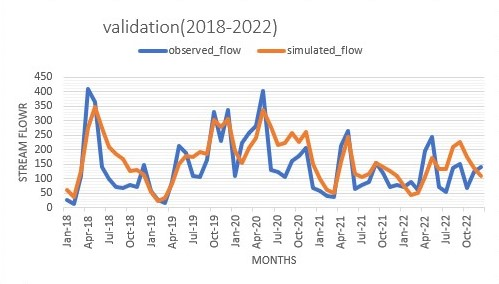 validation(2018-2022)
observed_flow simulated_flow
450
400
350
300
250
200
150
100
50
0
STREAM FLOWR
Jan-18 Apr-18 Jul-18 Oct-18 Jan-19 Apr-19 Jul-19 Oct-19 Jan-20 Apr-20 Jul-20 Oct-20 Jan-21 Apr-21 Jul-21 Oct-21 Jan-22 Apr-22 Jul-22 Oct-22
MONTHS